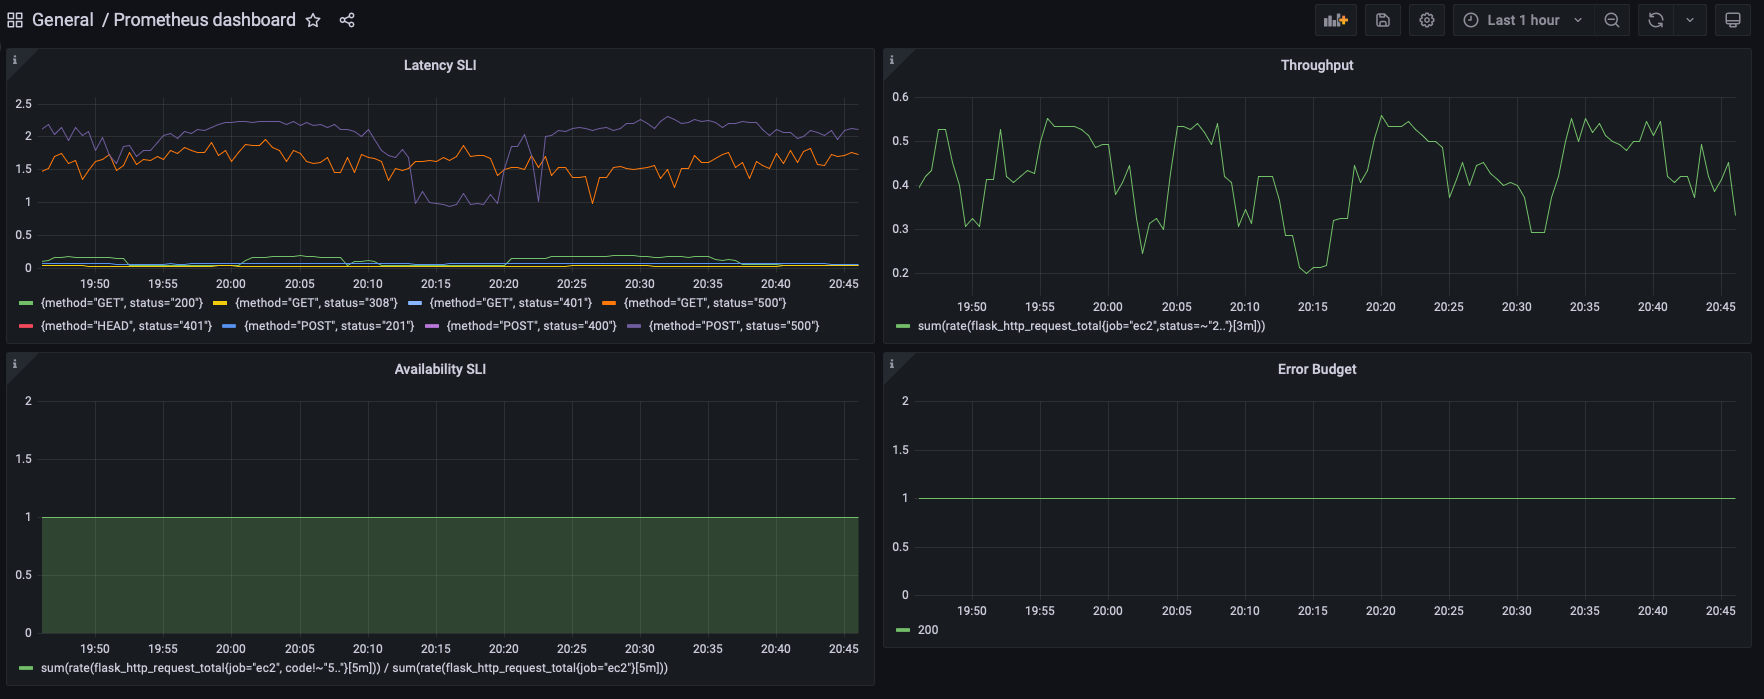 General / Prometheus dashboard
Last 1 hour
Latency SLI
2.5
2
1.5
1
0.5
0
19:50 19:55 20:00 20:05 20:10 20:15 20:20 20:25 20:30 20:35 20:40 20:45
{method="GET", status="200"} {method="GET", status="308"} {method="GET", status="401"} {method="GET", status="500"}
{method="HEAD", status="401"} {method="POST", status="201"} {method="POST", status="400"} {method="POST", status="500"}
Throughput
0.6
0.5
0.4
0.3
0.2
19:50 19:55 20:00 20:05 20:10 20:15 20:20 20:25 20:30 20:35 20:40 20:45
sum(rate(flask_http_request_total{job="ec2",status=~"2.."}[3m]))
Availability SLI
2
1.5
1
0.5
0
19:50 19:55 20:00 20:05 20:10 20:15 20:20 20:25 20:30 20:35 20:40 20:45
sum(rate(flask_http_request_total{job="ec2", code!~"5.."}[5m])) / sum(rate(flask_http_request_total{job="ec2"}[5m]))
Error Budget
2
1.5
1
0.5
0
19:50 19:55 20:00 20:05 20:10 20:15 20:20 20:25 20:30 20:35 20:40 20:45
200